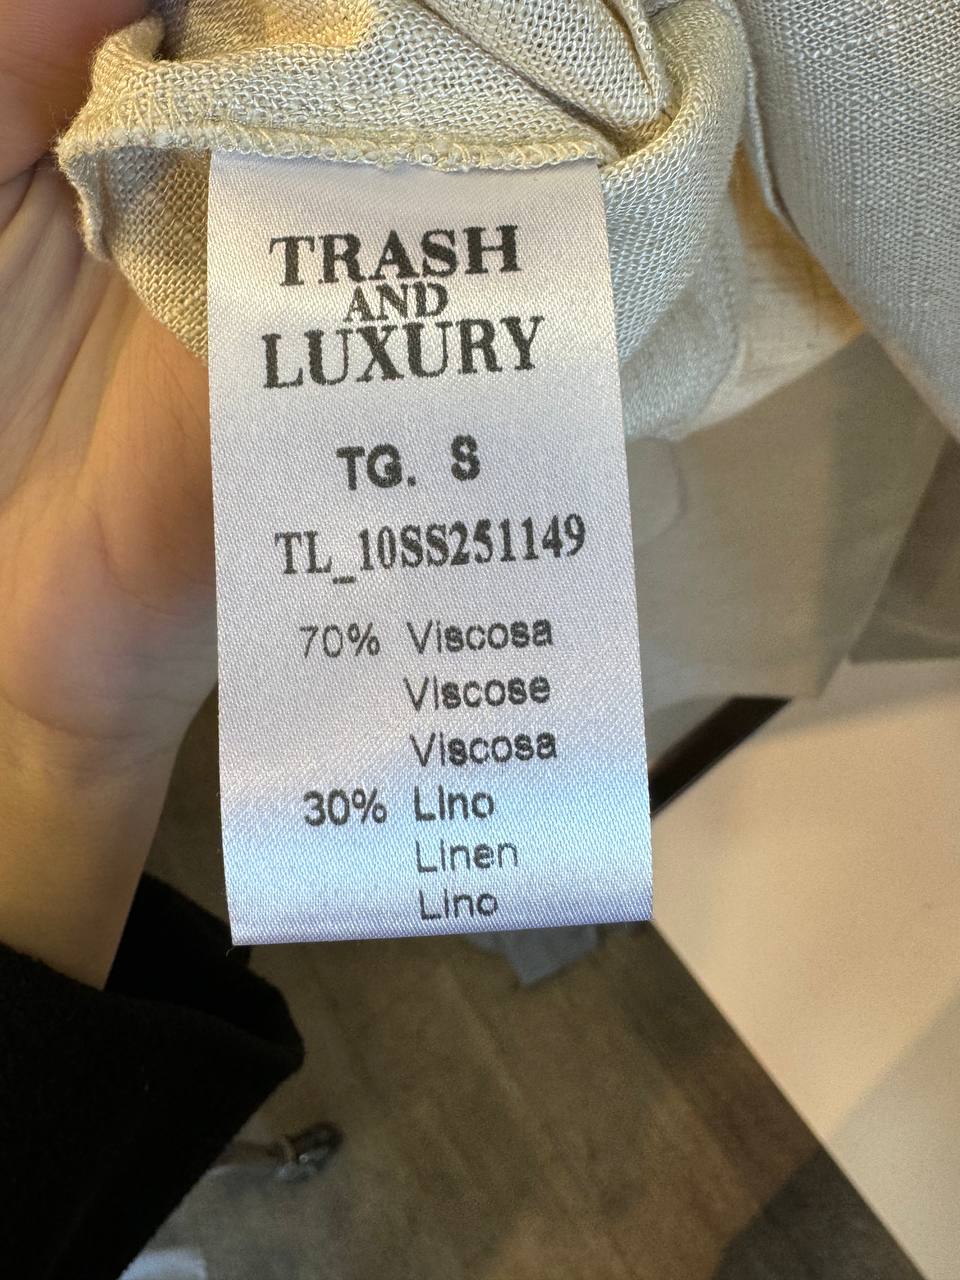 TRASH
AND
LUXURY
TG. S
TL_10SS251149
70% Viscosa
Viscose
Viscosa
30% Lino
Linen
Lino